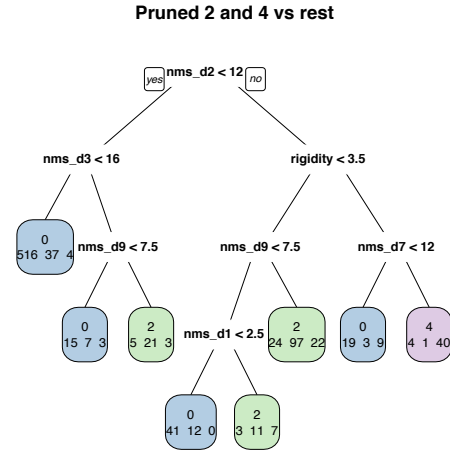 Pruned 2 and 4 vs rest
yes nms_d2 < 12 no
nms_d3 < 16 rigidity < 3.5
0
516 37 4
nms_d9 < 7.5 nms_d9 < 7.5 nms_d7 < 12
0
15 7 3
2
5 21 3
nms_d1 < 2.5
2
24 97 22
0
19 3 9
4
4 1 40
0
41 12 0
2
3 11 7